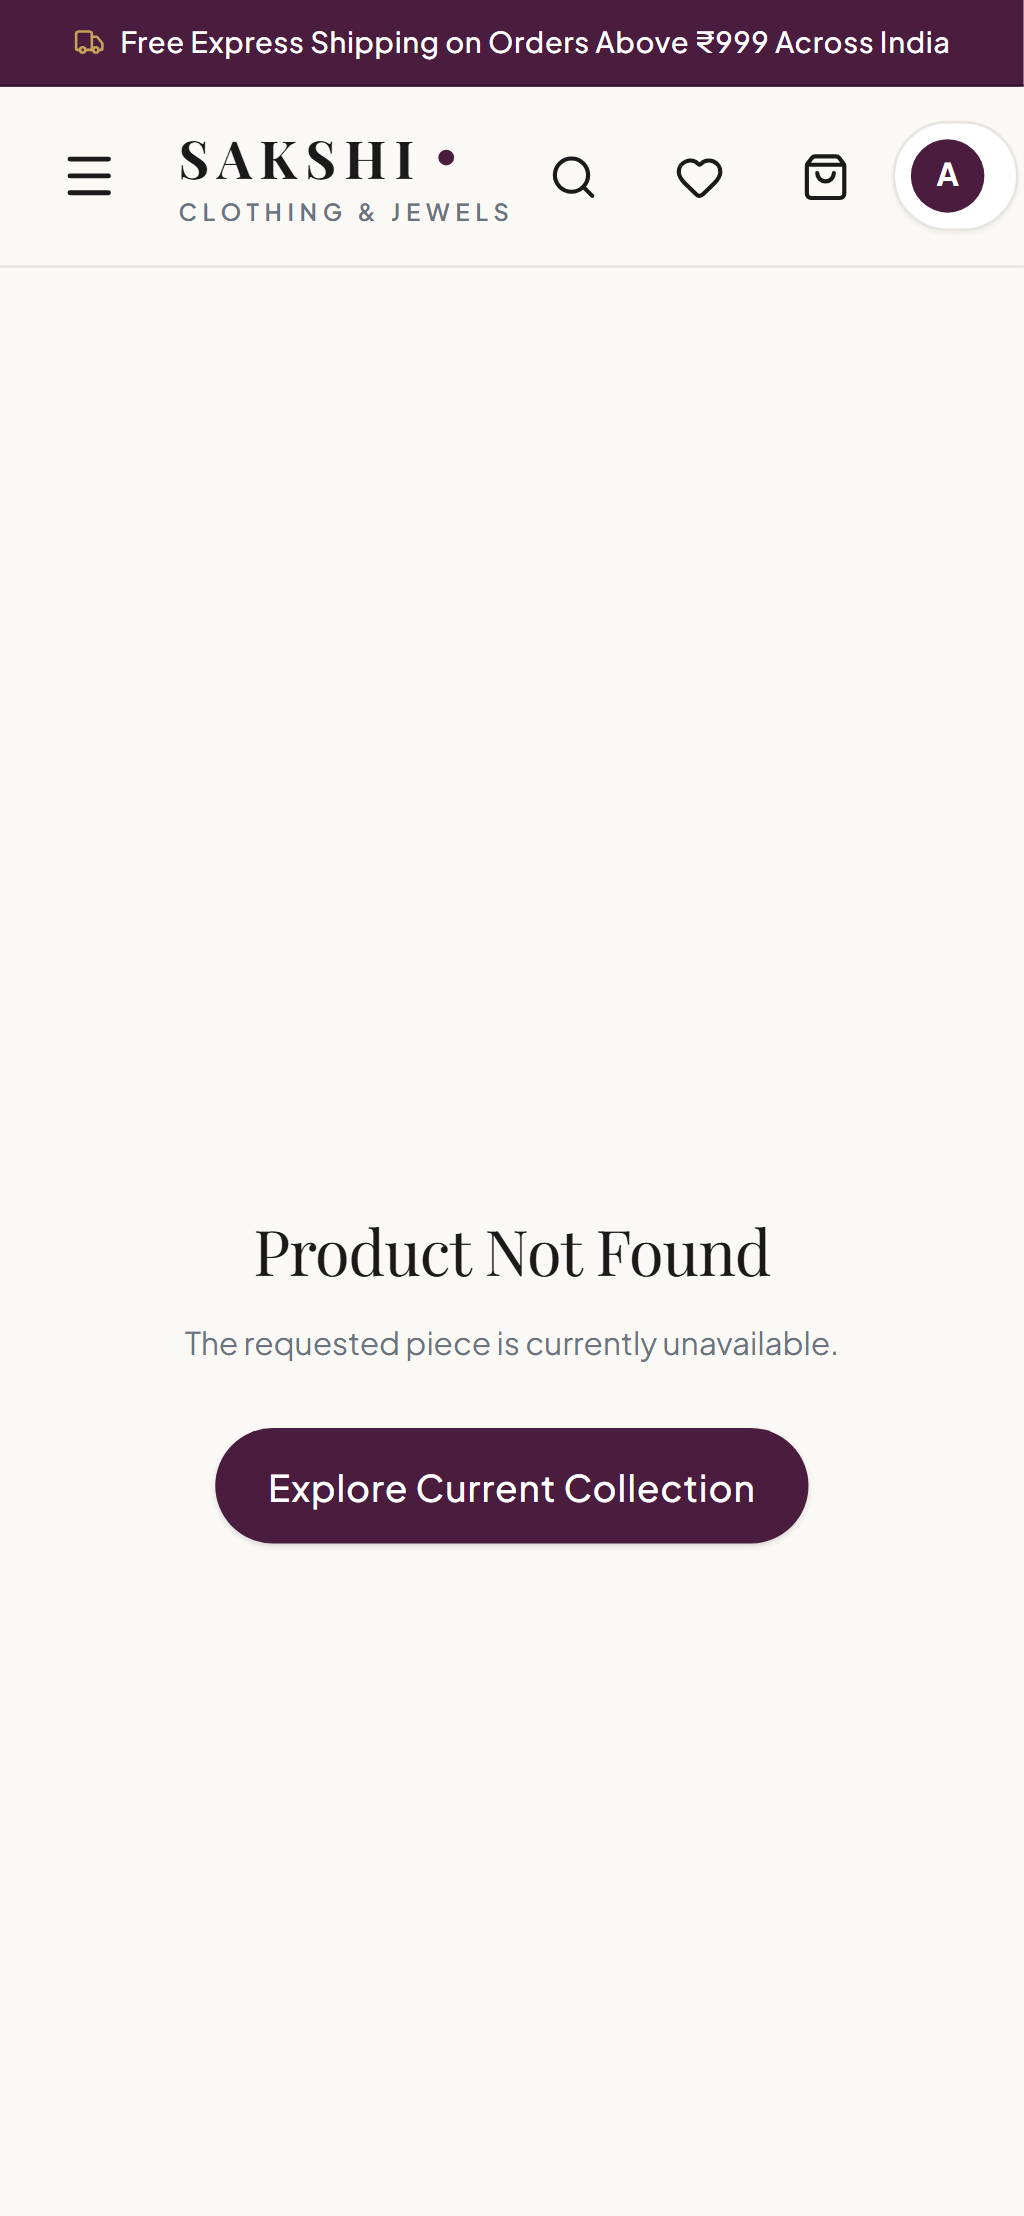 Free Express Shipping on Orders Above ₹999 Across India
SAKSHI
CLOTHING & JEWELS
A
Product Not Found
The requested piece is currently unavailable.
Explore Current Collection